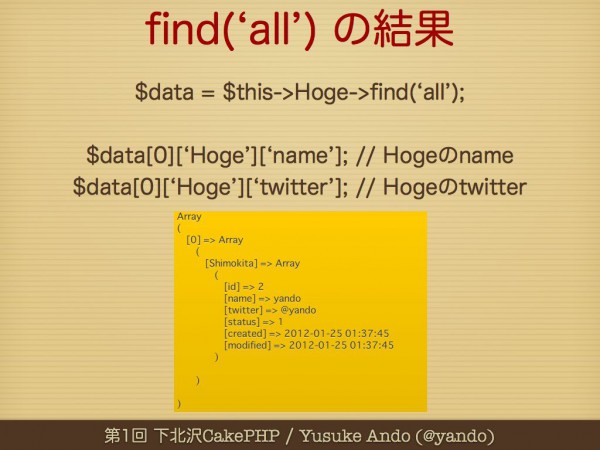 find(‘all’) の結果
$data = $this->Hoge->find(‘all’);
$data[0][‘Hoge’][‘name’]; // Hogeのname
$data[0][‘Hoge’][‘twitter’]; // Hogeのtwitter
Array
(
[0] => Array
(
[Shimokita] => Array
(
[id] => 2
[name] => yando
[twitter] => @yando
[status] => 1
[created] => 2012-01-25 01:37:45
[modified] => 2012-01-25 01:37:45
)
)
)
第1回 下北沢CakePHP / Yusuke Ando (@yando)